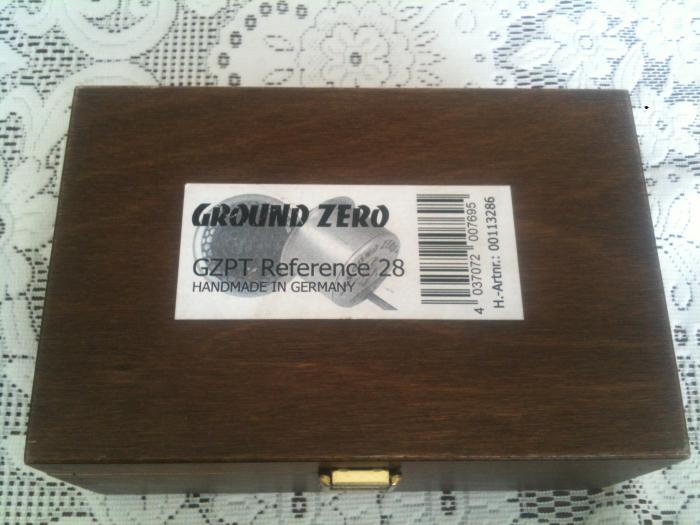 GROUND ZERO
GZPT Reference 28
HANDMADE IN GERMANY
4 037072 007695
H.-Artnr.: 00113286